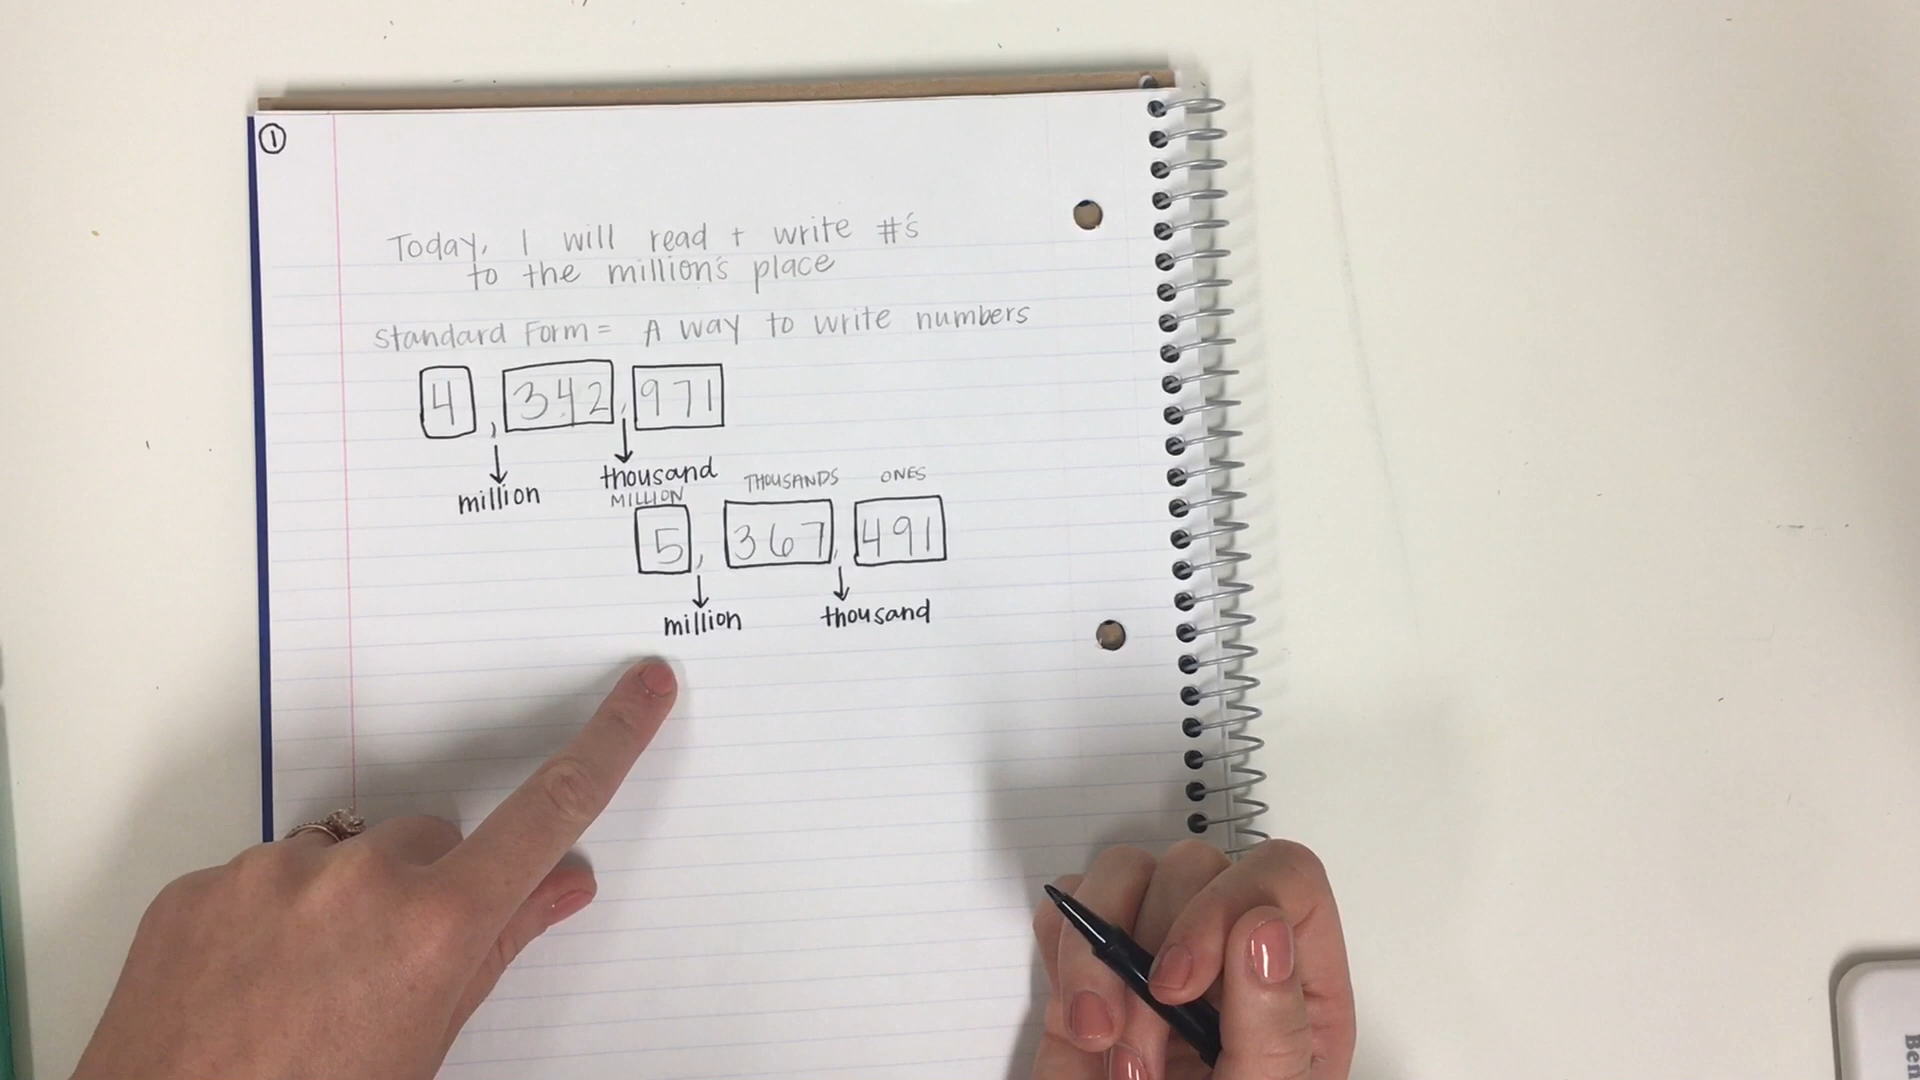 ①
Today, I will read + write #'s
to the million's place
Standard Form = A way to write numbers
4,342,971
million thousand
MILLION THOUSANDS ONES
5,367,491
million thousand
Ben